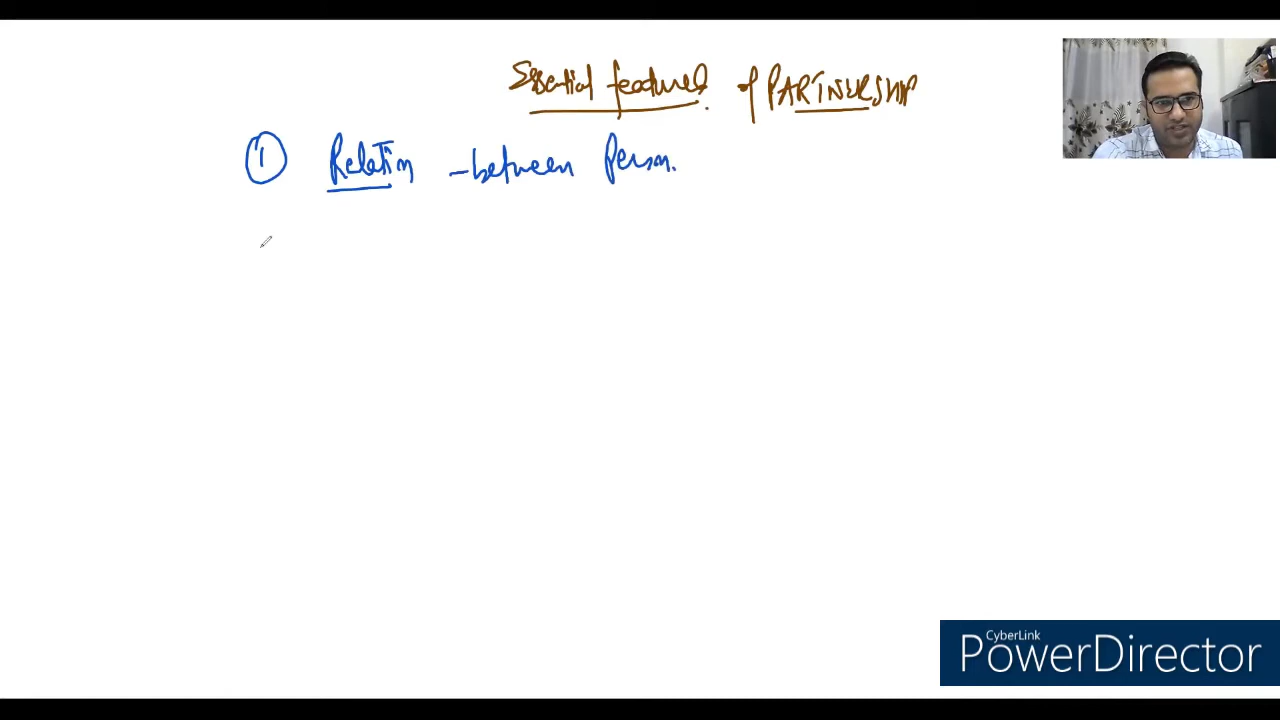 Essential features of PARTNERSHIP
① Relation - between Person.
CyberLink
PowerDirector